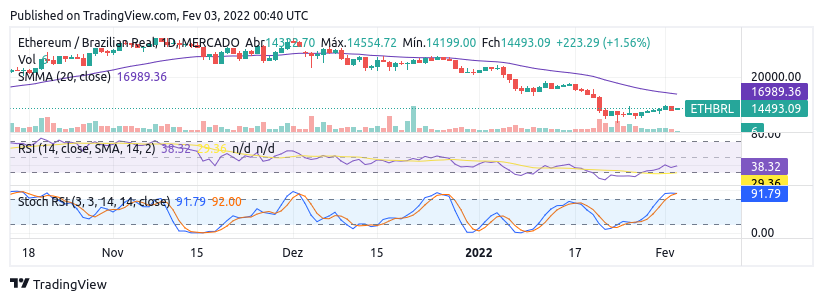 Published on TradingView.com, Fev 03, 2022 00:40 UTC
Ethereum / Brazilian Real, 1D, MERCADO Abr Máx.14554.72 Mín.14199.00 Fch14493.09 +223.29 (+1.56%)
Vol 6
SMMA (20, close) 16989.36
20000.00
16989.36
ETHBRL 14493.09
6
60.00
RSI (14, close, SMA, 14, 2) 38.32 29.36 n/d n/d
38.32
29.36
Stoch RSI (3, 3, 14, 14, close) 91.79 92.00
91.79
0.00
18 Nov 15 Dez 15 2022 17 Fev
TradingView